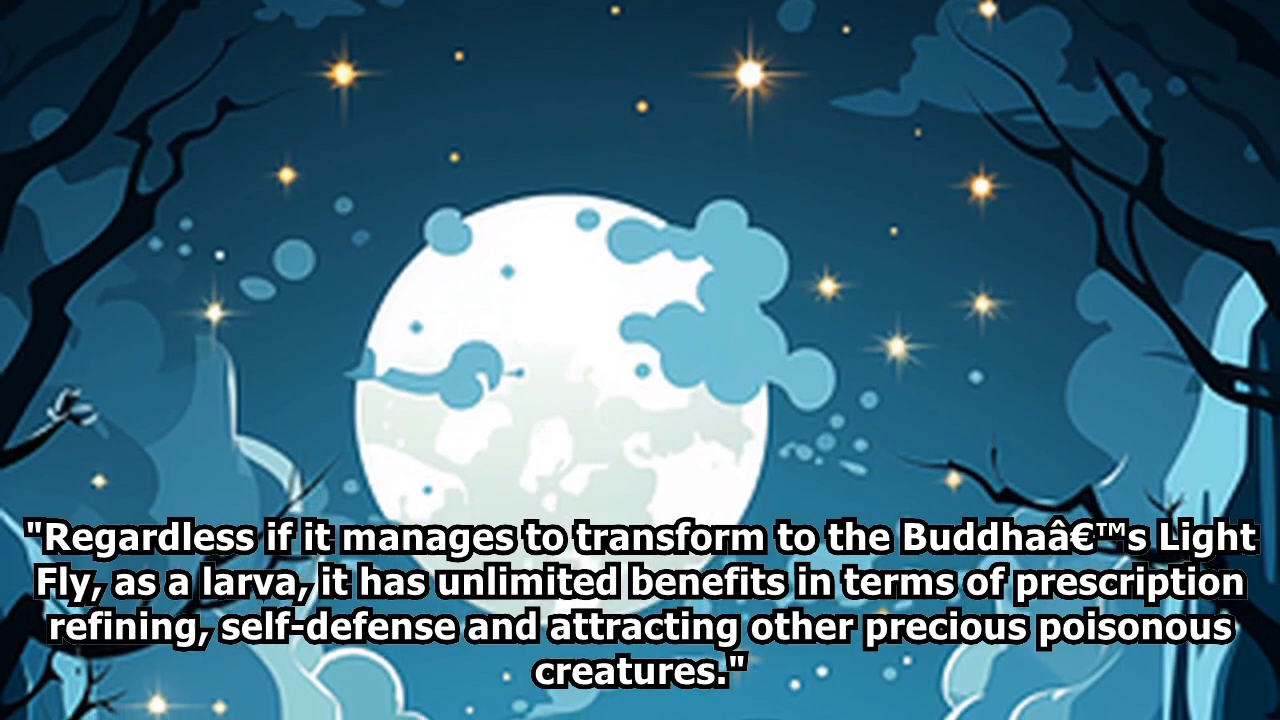 "Regardless if it manages to transform to the Buddhaâ€™s Light
Fly, as a larva, it has unlimited benefits in terms of prescription
refining, self-defense and attracting other precious poisonous
creatures."